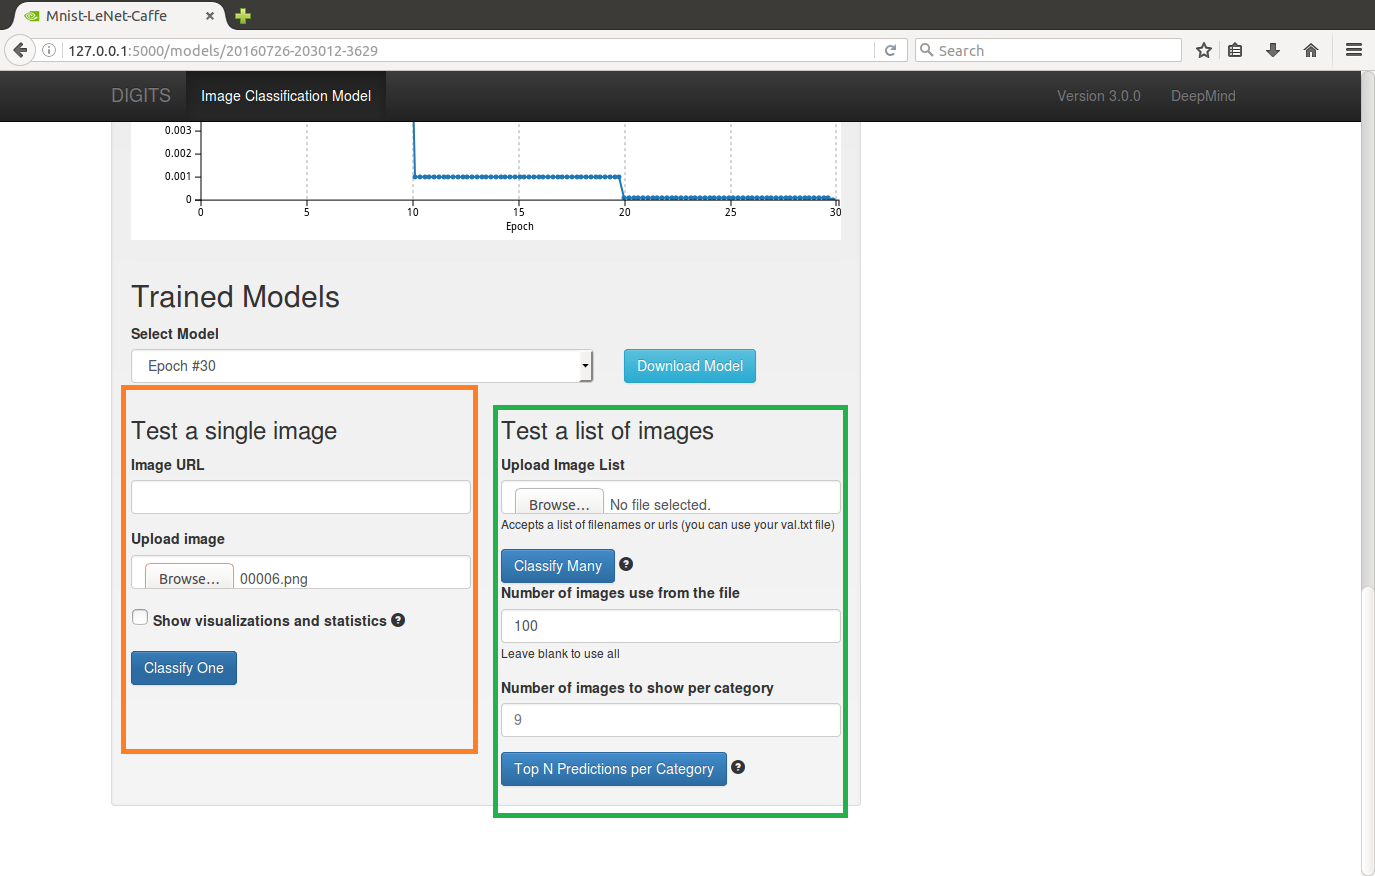 Mnist-LeNet-Caffe
127.0.0.1:5000/models/20160726-203012-3629
Search
DIGITS
Image Classification Model
Version 3.0.0
DeepMind
0.003
0.002
0.001
0
0 5 10 15 20 25 30
Epoch
Trained Models
Select Model
Epoch #30
Download Model
Test a single image
Image URL
Upload image
Browse... 00006.png
Show visualizations and statistics ?
Classify One
Test a list of images
Upload Image List
Browse... No file selected.
Accepts a list of filenames or urls (you can use your val.txt file)
Classify Many ?
Number of images use from the file
100
Leave blank to use all
Number of images to show per category
9
Top N Predictions per Category ?